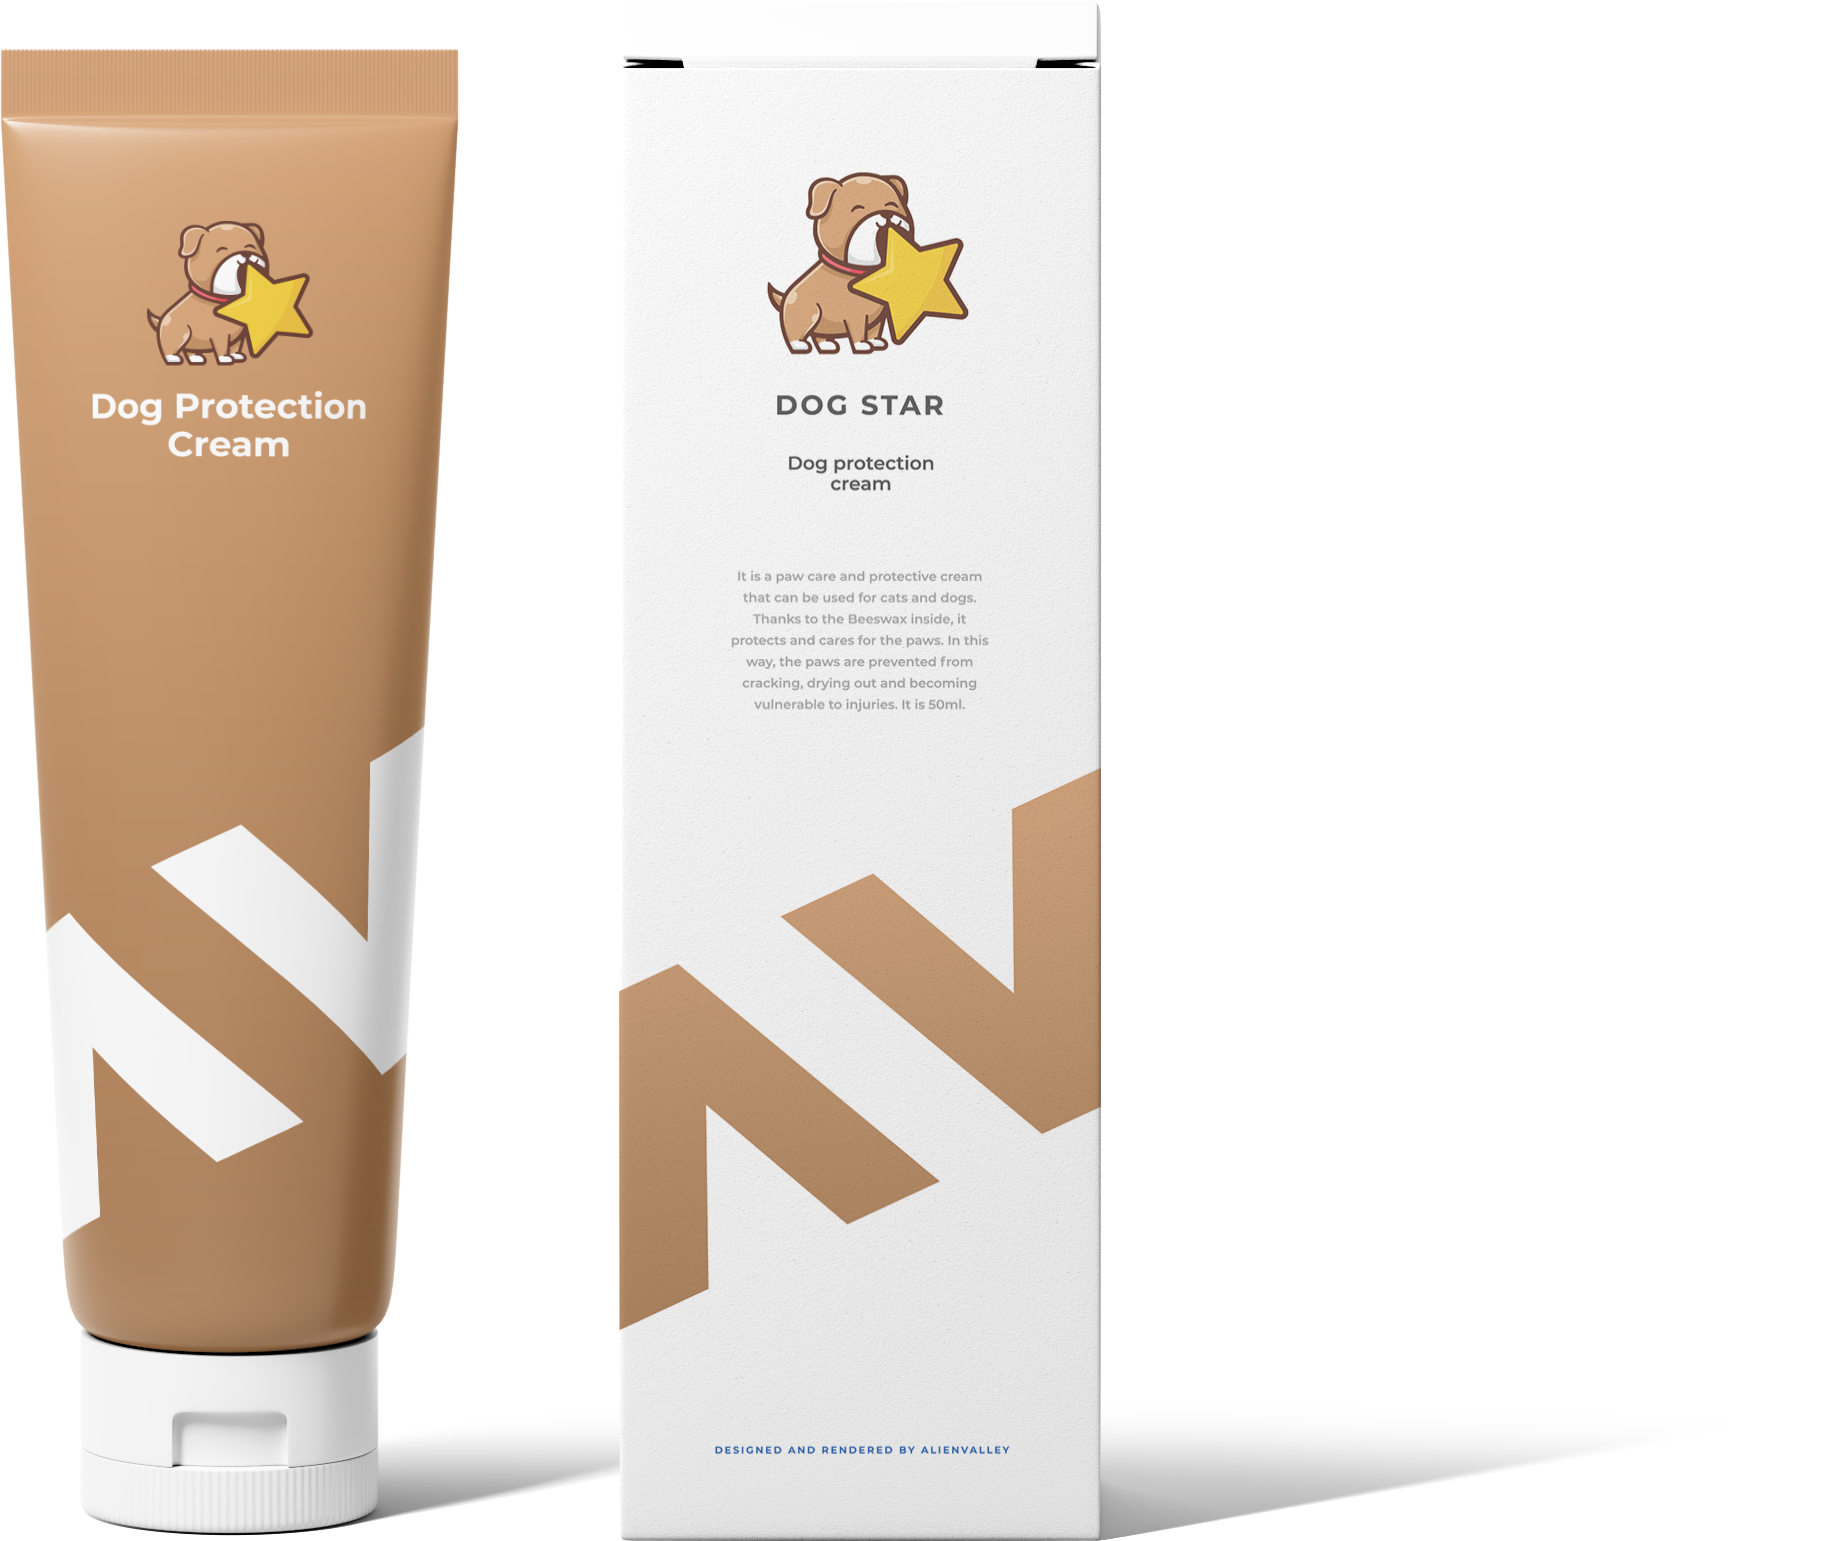 Dog Protection
Cream
DOG STAR
Dog protection
cream
It is a paw care and protective cream
that can be used for cats and dogs.
Thanks to the Beeswax inside, it
protects and cares for the paws. In this
way, the paws are prevented from
cracking, drying out and becoming
vulnerable to injuries. It is 50ml.
DESIGNED AND RENDERED BY ALIENVALLEY